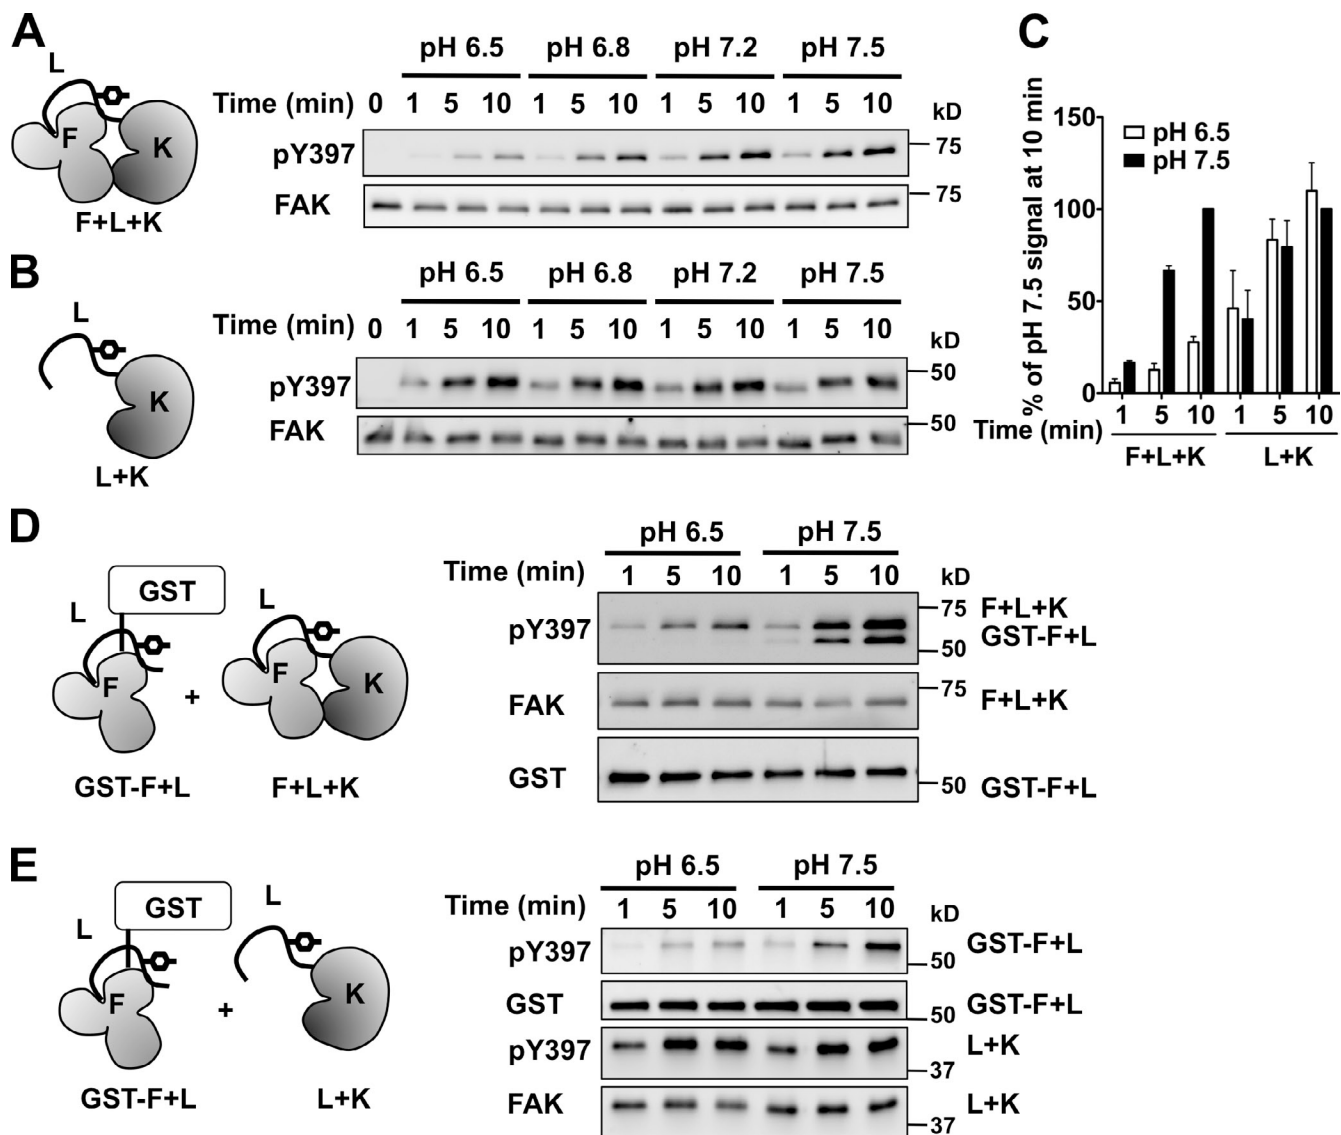 A
L
F
K
F+L+K
pH 6.5 pH 6.8 pH 7.2 pH 7.5
Time (min) 0 1 5 10 1 5 10 1 5 10 1 5 10 kD
pY397 75
FAK 75
B
L
K
L+K
pH 6.5 pH 6.8 pH 7.2 pH 7.5
Time (min) 0 1 5 10 1 5 10 1 5 10 1 5 10 kD
pY397 50
FAK 50
C
% of pH 7.5 signal at 10 min
150
100
50
0
pH 6.5
pH 7.5
Time (min) 1 5 10 1 5 10
F+L+K L+K
D
GST
L
F
+
L
F
K
GST-F+L F+L+K
pH 6.5 pH 7.5
Time (min) 1 5 10 1 5 10 kD
pY397 75 F+L+K
50 GST-F+L
FAK 75 F+L+K
GST 50 GST-F+L
E
GST
L
F
+
L
K
GST-F+L L+K
pH 6.5 pH 7.5
Time (min) 1 5 10 1 5 10 kD
pY397 50 GST-F+L
GST 50 GST-F+L
pY397 37 L+K
FAK 37 L+K